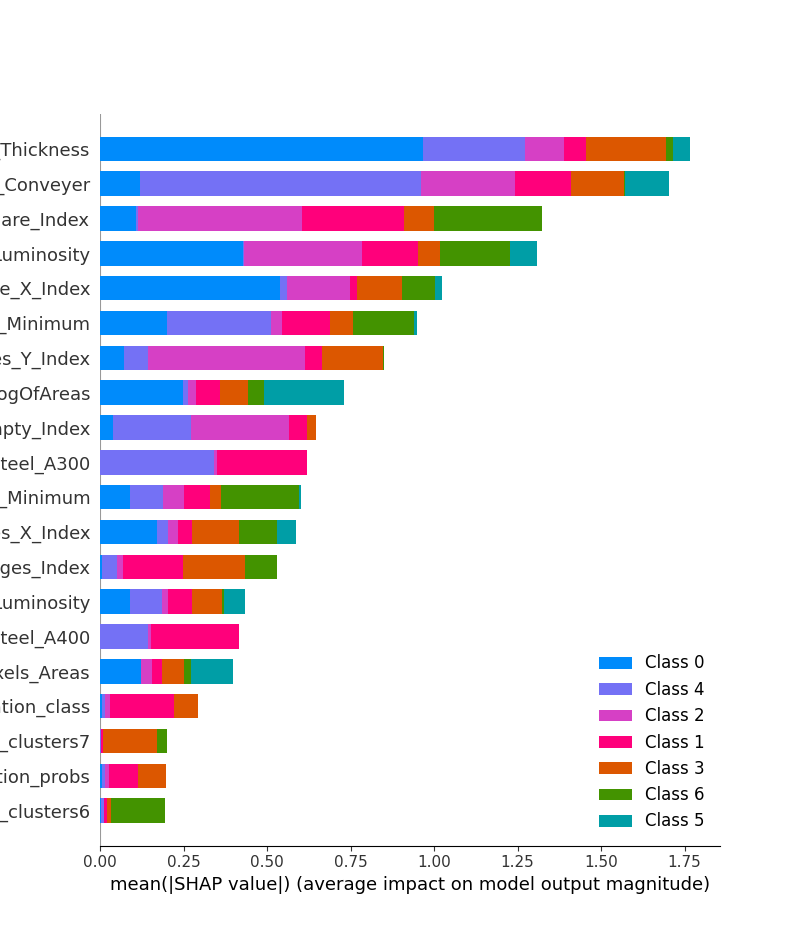 _Thickness
_Conveyer
are_Index
uminosity
e_X_Index
_Minimum
es_Y_Index
ogOfAreas
npty_Index
teel_A300
_Minimum
s_X_Index
ges_Index
uminosity
teel_A400
xels_Areas
ation_class
_clusters7
tion_probs
_clusters6
Class 0
Class 4
Class 2
Class 1
Class 3
Class 6
Class 5
0.00 0.25 0.50 0.75 1.00 1.25 1.50 1.75
mean(|SHAP value|) (average impact on model output magnitude)